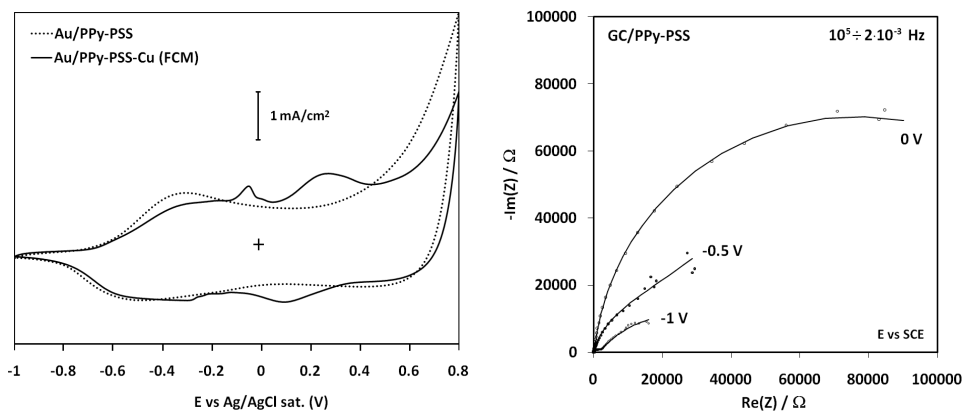 Au/PPy-PSS
Au/PPy-PSS-Cu (FCM)
1 mA/cm²
+
-1 -0.8 -0.6 -0.4 -0.2 0 0.2 0.4 0.6 0.8
E vs Ag/AgCl sat. (V)
GC/PPy-PSS 10⁵÷2·10⁻³ Hz
100000
80000
60000
40000
20000
0
-Im(Z) / Ω
0 V
-0.5 V
-1 V
E vs SCE
0 20000 40000 60000 80000 100000
Re(Z) / Ω